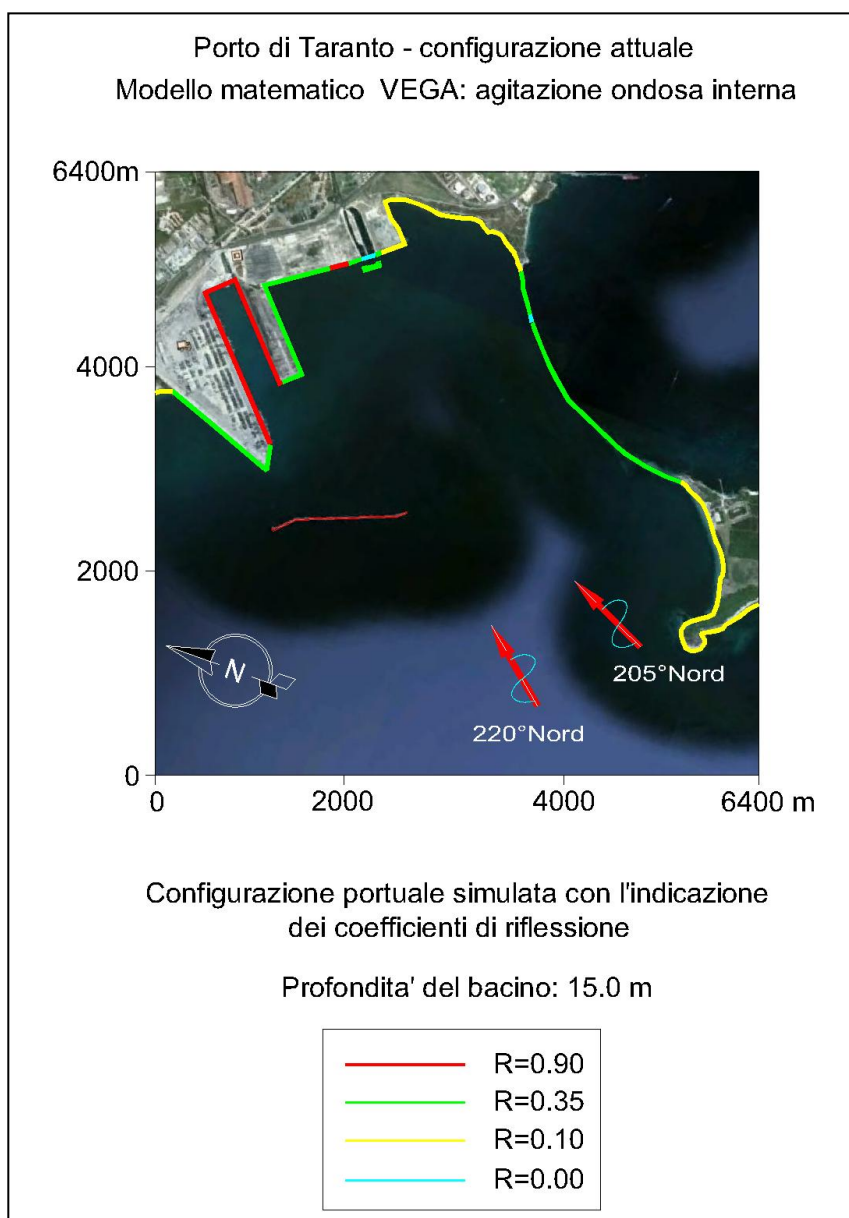 Porto di Taranto - configurazione attuale
Modello matematico VEGA: agitazione ondosa interna
6400m
4000
2000
0
N
205°Nord
220°Nord
0
2000
4000
6400 m
Configurazione portuale simulata con l'indicazione
dei coefficienti di riflessione
Profondita' del bacino: 15.0 m
R=0.90
R=0.35
R=0.10
R=0.00